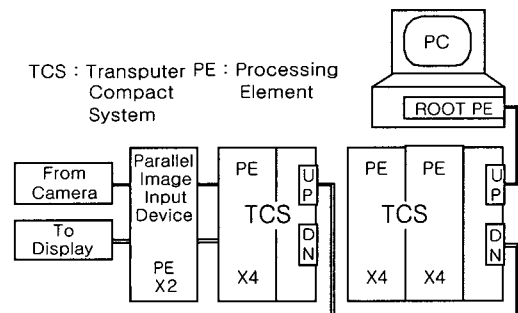 PC
ROOT PE
TCS : Transputer Compact System
PE : Processing Element
From Camera
To Display
Parallel
Image
Input
Device
PE
X2
PE
TCS
X4
UP
DN
PE PE
TCS
X4 X4
UP
DN